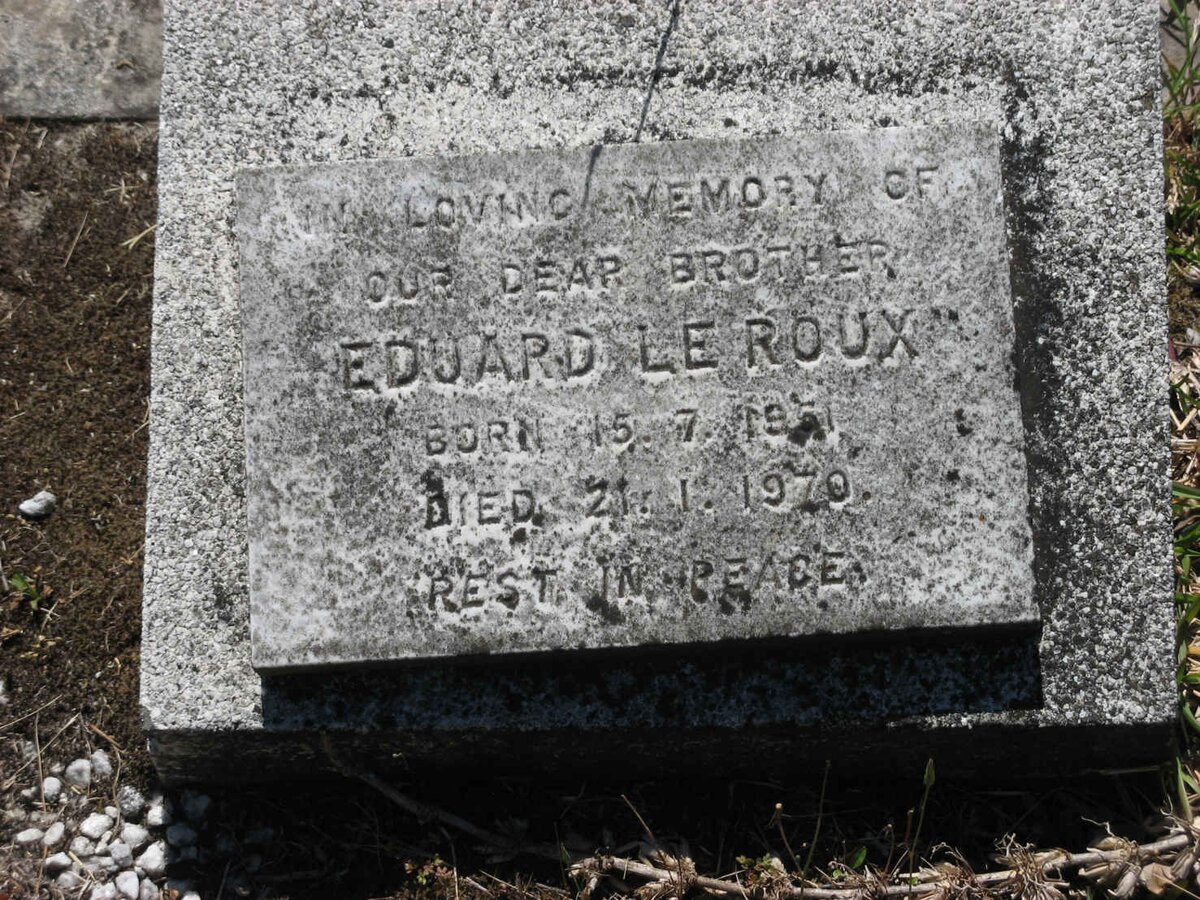 IN LOVING MEMORY OF
OUR DEAR BROTHER
EDUARD LE ROUX
BORN 15. 7. 1951.
DIED. 21. 1. 1970.
REST IN PEACE.